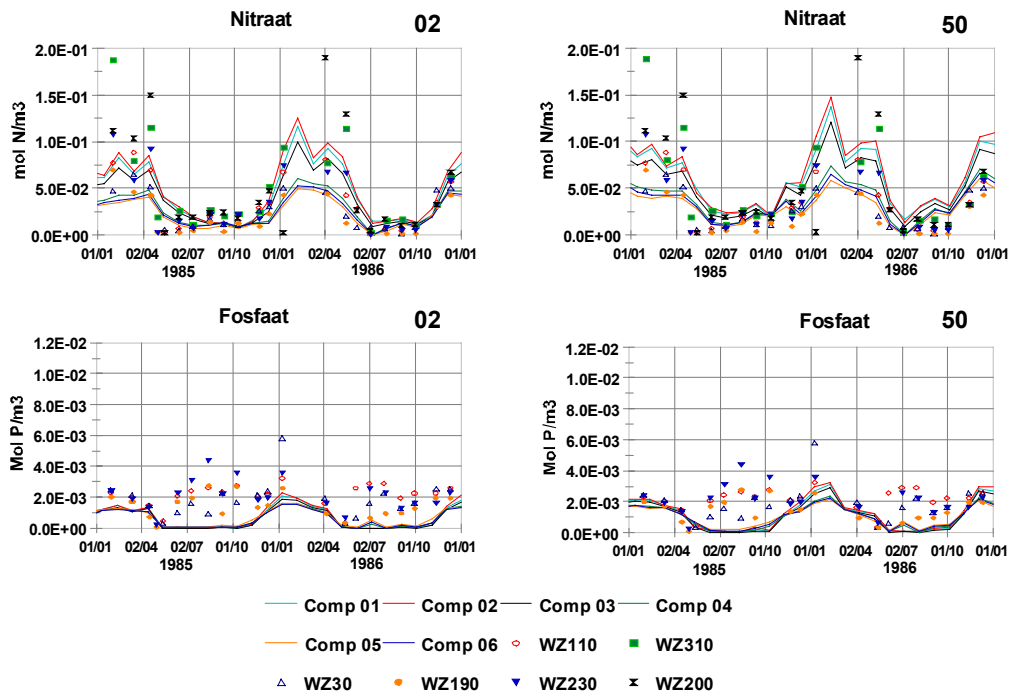 Nitraat 02
mol N/m3
2.0E-01
1.5E-01
1.0E-01
5.0E-02
0.0E+00
01/01 02/04 02/07 01/10 01/01 02/04 02/07 01/10 01/01
1985 1986
Nitraat 50
mol N/m3
2.0E-01
1.5E-01
1.0E-01
5.0E-02
0.0E+00
01/01 02/04 02/07 01/10 01/01 02/04 02/07 01/10 01/01
1985 1986
Fosfaat 02
Mol P/m3
1.2E-02
1.0E-02
8.0E-03
6.0E-03
4.0E-03
2.0E-03
0.0E+00
01/01 02/04 02/07 01/10 01/01 02/04 02/07 01/10 01/01
1985 1986
Fosfaat 50
Mol P/m3
1.2E-02
1.0E-02
8.0E-03
6.0E-03
4.0E-03
2.0E-03
0.0E+00
01/01 02/04 02/07 01/10 01/01 02/04 02/07 01/10 01/01
1985 1986
Comp 01 Comp 02 Comp 03 Comp 04
Comp 05 Comp 06 WZ110 WZ310
WZ30 WZ190 WZ230 WZ200